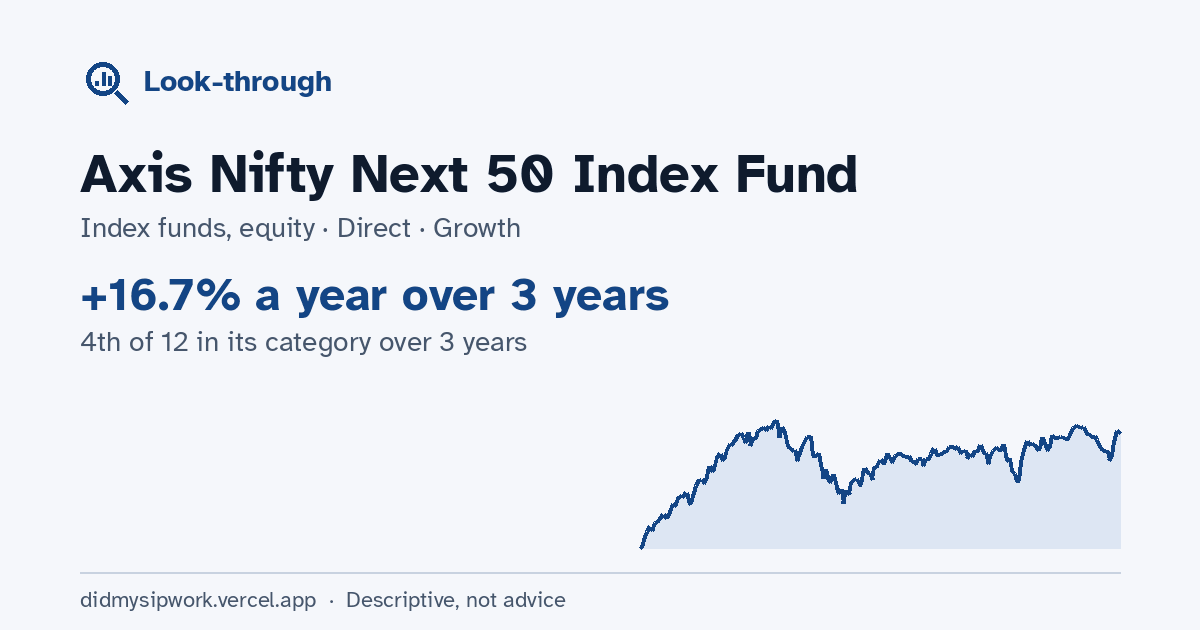 Look-through
Axis Nifty Next 50 Index Fund
Index funds, equity · Direct · Growth
+16.7% a year over 3 years
4th of 12 in its category over 3 years
didmysipwork.vercel.app · Descriptive, not advice